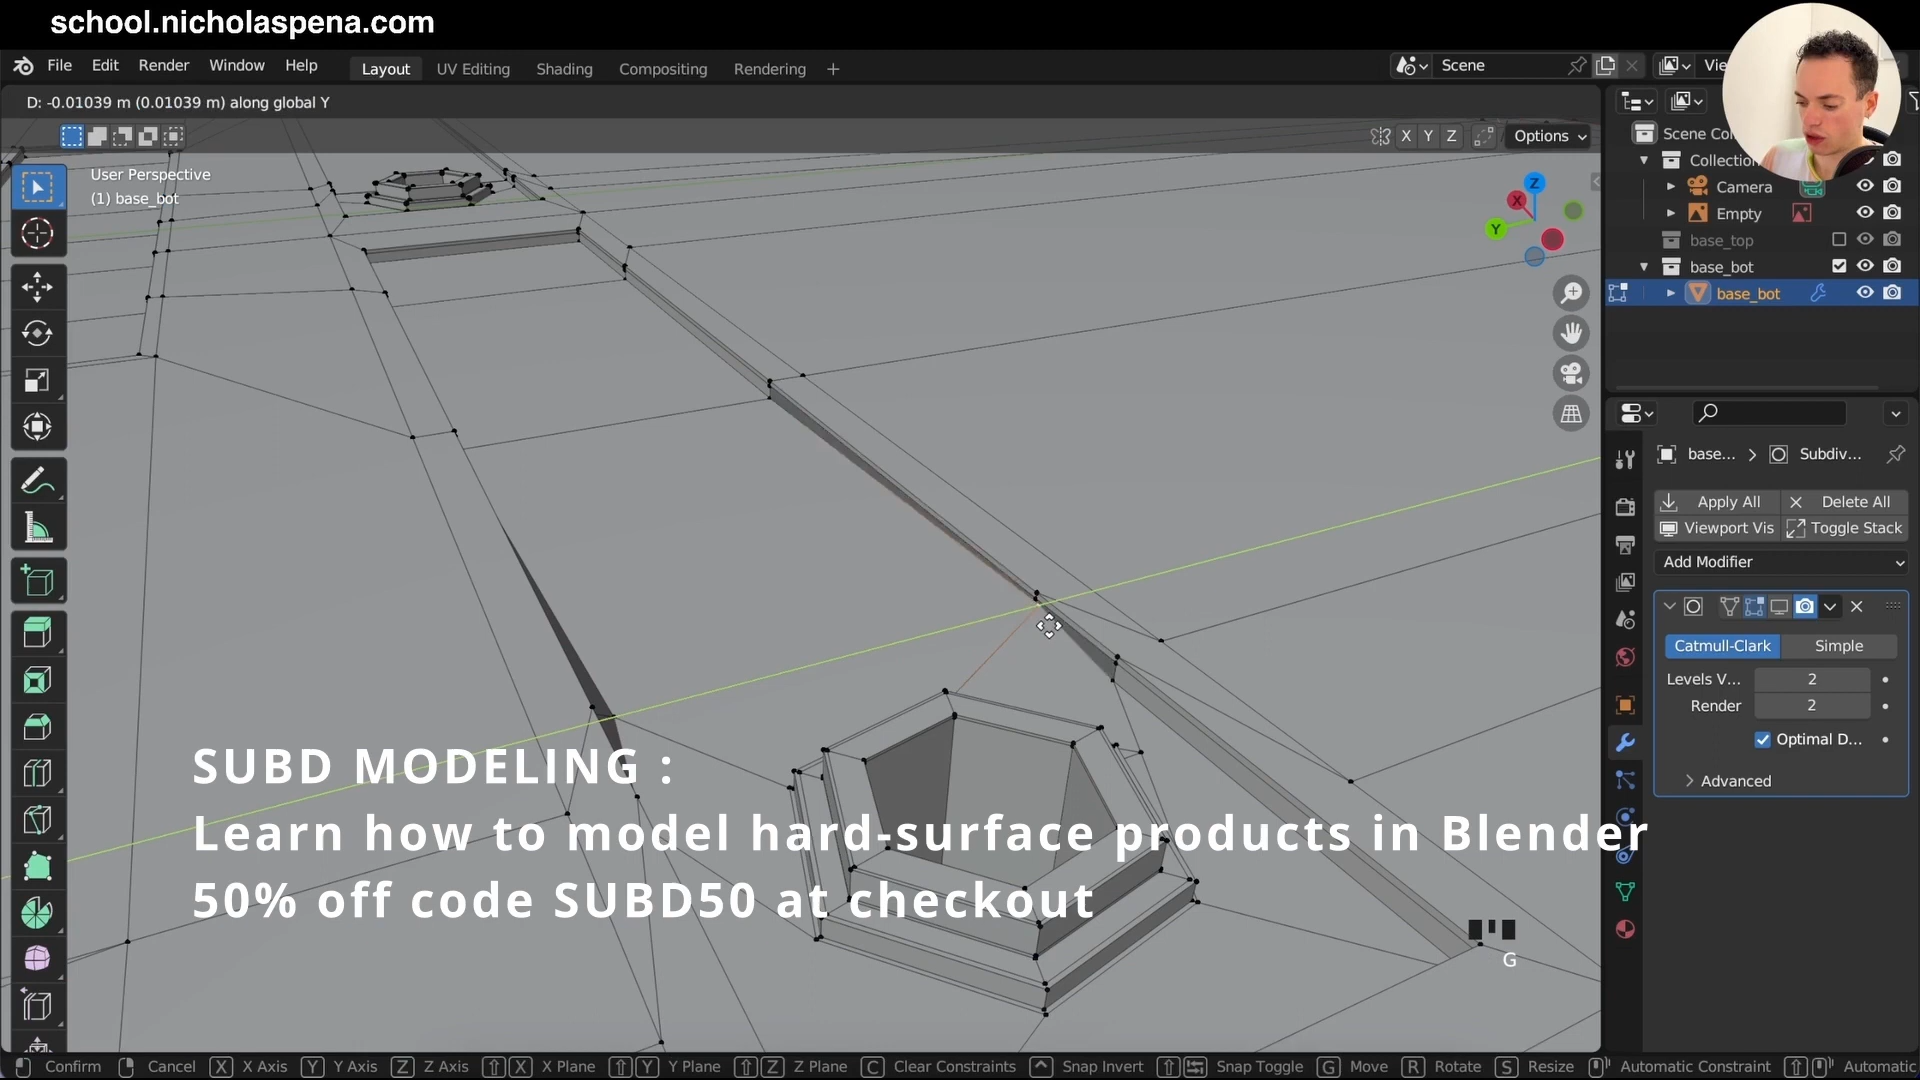 school.nicholaspena.com
File Edit Render Window Help Layout UV Editing Shading Compositing Rendering + Scene
D: -0.01039 m (0.01039 m) along global Y
X Y Z Options
User Perspective
(1) base_bot
Z
X
Y
Scene Co
Collection
Camera
Empty
base_top
base_bot
base_bot
base... > Subdiv...
Apply All Delete All
Viewport Vis Toggle Stack
Add Modifier
Catmull-Clark Simple
Levels V... 2
Render 2
Optimal D...
Advanced
SUBD MODELING :
Learn how to model hard-surface products in Blender
50% off code SUBD50 at checkout
G
Confirm Cancel X X Axis Y Y Axis Z Z Axis X X Plane Y Y Plane Z Z Plane C Clear Constraints Snap Invert Snap Toggle G Move R Rotate S Resize Automatic Constraint Automatic